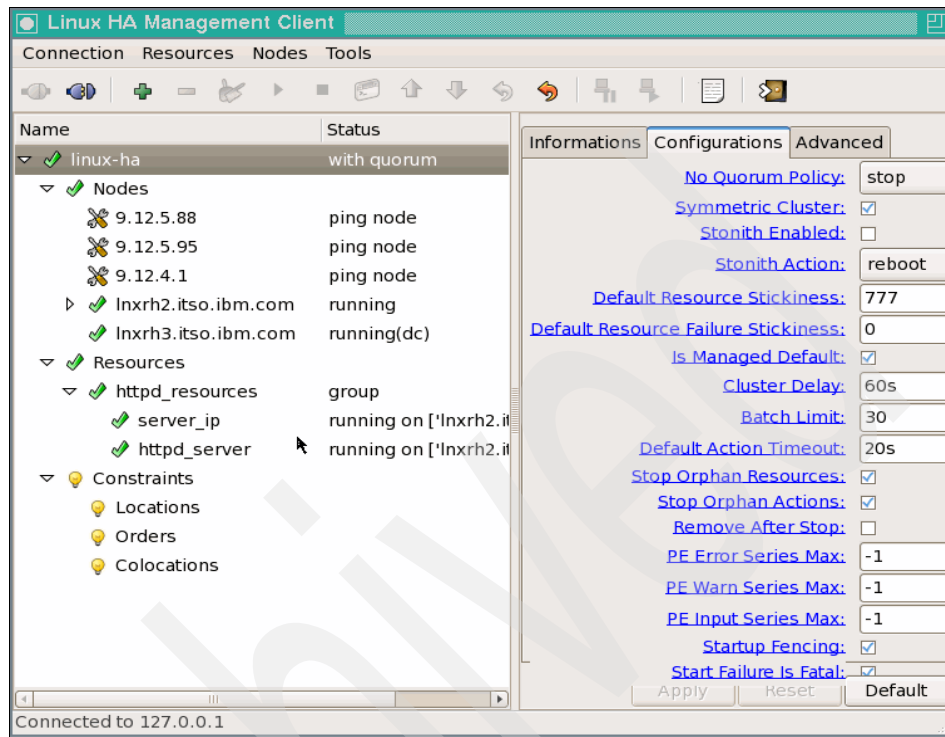 Linux HA Management Client
Connection Resources Nodes Tools
Name Status
linux-ha with quorum
Nodes
9.12.5.88 ping node
9.12.5.95 ping node
9.12.4.1 ping node
lnxrh2.itso.ibm.com running
lnxrh3.itso.ibm.com running(dc)
Resources
httpd_resources group
server_ip running on ['lnxrh2.it
httpd_server running on ['lnxrh2.it
Constraints
Locations
Orders
Colocations
Informations Configurations Advanced
No Quorum Policy: stop
Symmetric Cluster:
Stonith Enabled:
Stonith Action: reboot
Default Resource Stickiness: 777
Default Resource Failure Stickiness: 0
Is Managed Default:
Cluster Delay: 60s
Batch Limit: 30
Default Action Timeout: 20s
Stop Orphan Resources:
Stop Orphan Actions:
Remove After Stop:
PE Error Series Max: -1
PE Warn Series Max: -1
PE Input Series Max: -1
Startup Fencing:
Start Failure Is Fatal:
Apply Reset Default
Connected to 127.0.0.1